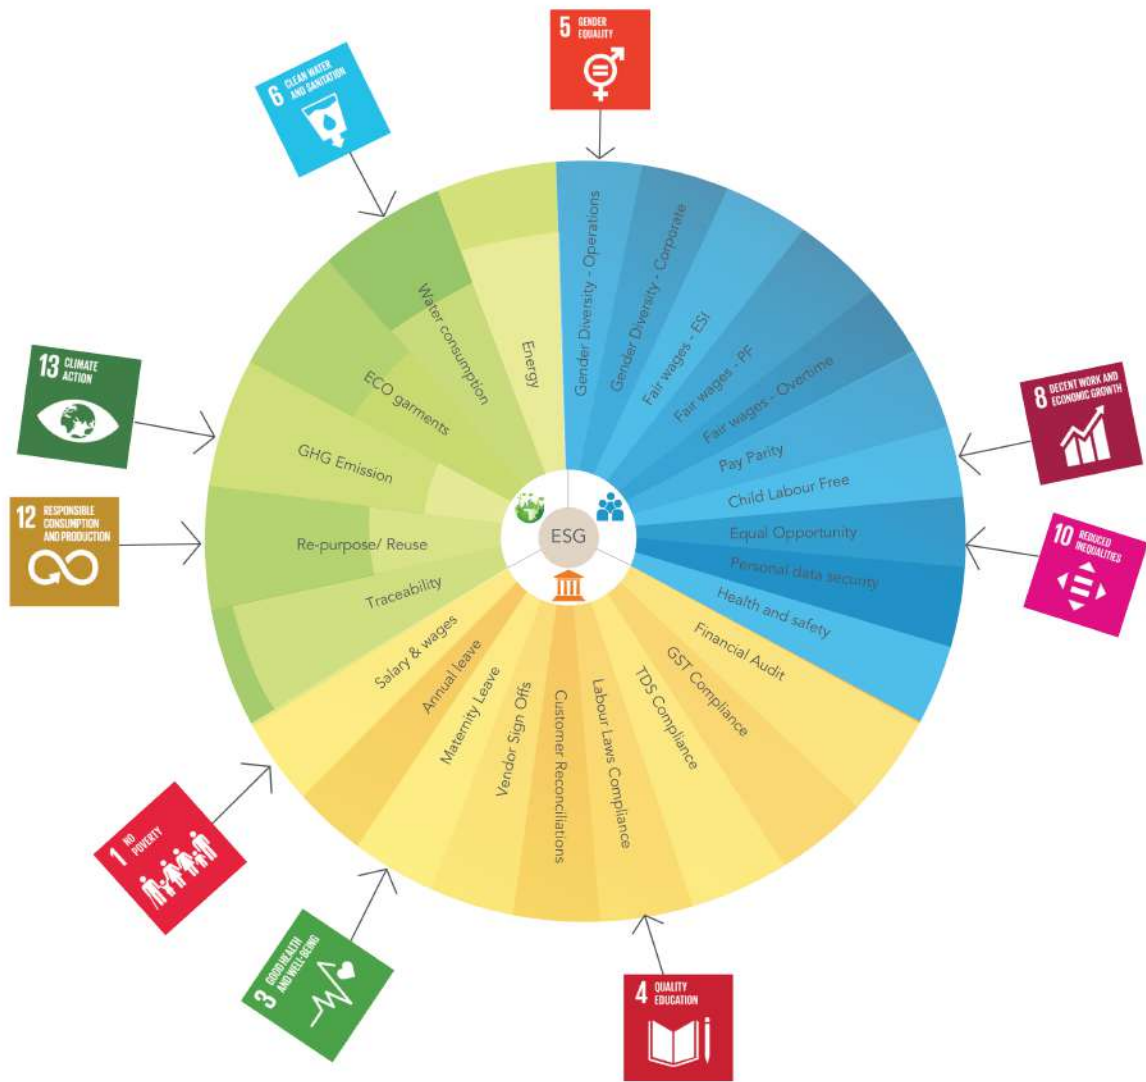 5 GENDER
EQUALITY
6 CLEAN WATER
AND SANITATION
13 CLIMATE
ACTION
12 RESPONSIBLE
CONSUMPTION
AND PRODUCTION
8 DECENT WORK AND
ECONOMIC GROWTH
10 REDUCED
INEQUALITIES
1 NO
POVERTY
3 GOOD HEALTH
AND WELL-BEING
4 QUALITY
EDUCATION
ESG
Gender Diversity - Operations
Gender Diversity - Corporate
Fair wages - ESI
Fair wages - PF
Fair wages - Overtime
Pay Parity
Child Labour Free
Equal Opportunity
Personal data security
Health and safety
Financial Audit
GST Compliance
TDS Compliance
Labour Laws Compliance
Customer Reconciliations
Vendor Sign Offs
Maternity Leave
Annual leave
Salary & wages
Traceability
Re-purpose/ Reuse
GHG Emission
ECO garments
Water consumption
Energy